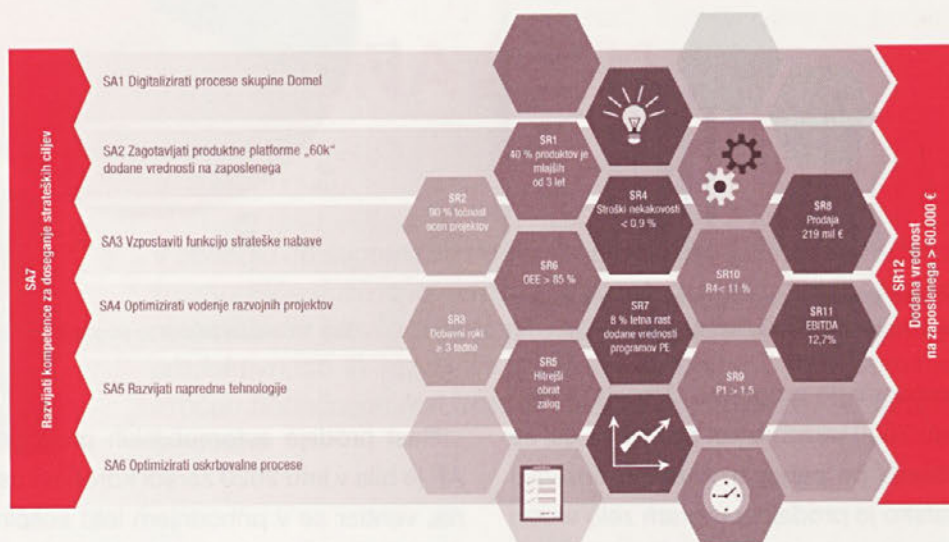 SA7
Razvijati kompetence za doseganje strateških ciljev
SA1 Digitalizirati procese skupine Domel
SA2 Zagotavljati produktne platforme „60k“
dodane vrednosti na zaposlenega
SA3 Vzpostaviti funkcijo strateške nabave
SA4 Optimizirati vodenje razvojnih projektov
SA5 Razvijati napredne tehnologije
SA6 Optimizirati oskrbovalne procese
SR1
40 % produktov je
mlajših
od 3 let
SR2
90 % točnost
ocen projektov
SR4
Stroški nekakovosti
< 0,9 %
SR8
Prodaja
219 mil €
SR6
OEE > 85 %
SR10
R4< 11 %
SR3
Dobavni roki
≥ 3 tedne
SR7
8 % letna rast
dodane vrednosti
programov PE
SR11
EBITDA
12,7%
SR5
Hitrejši
obrat
zalog
SR9
P1 > 1,5
SR12
Dodana vrednost
na zaposlenega > 60.000 €